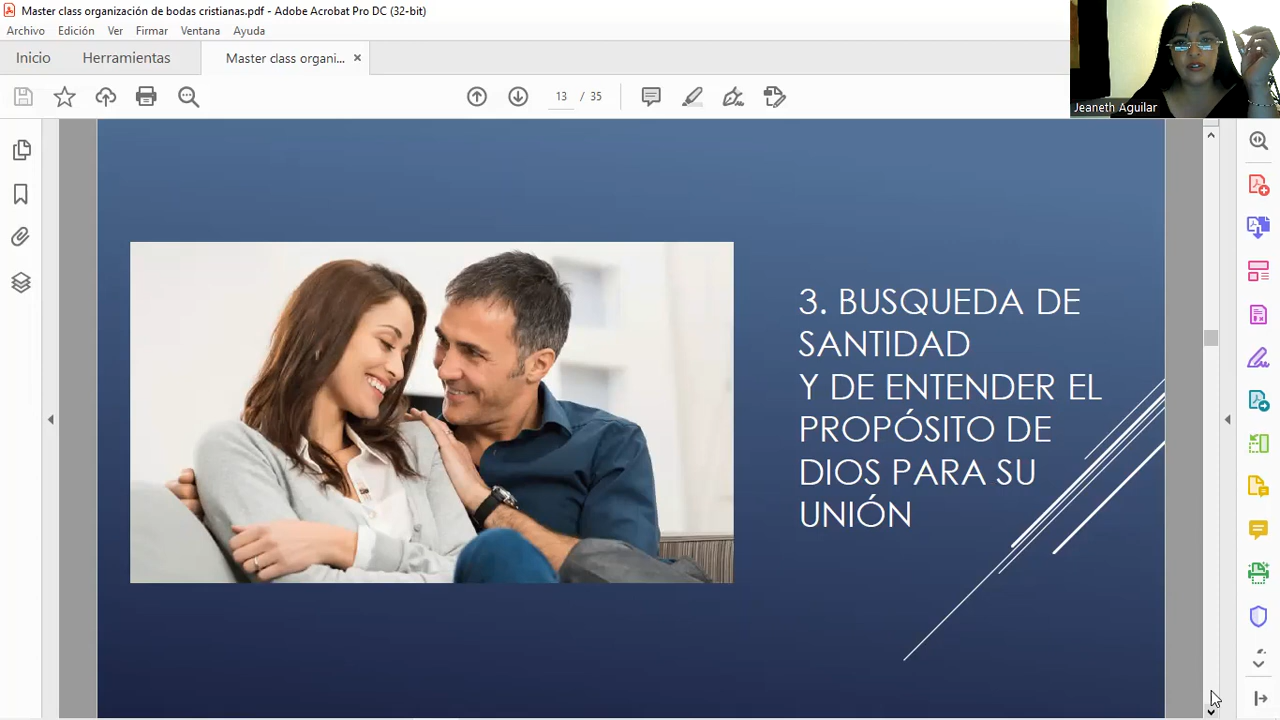 Master class organización de bodas cristianas.pdf - Adobe Acrobat Pro DC (32-bit)
Archivo Edición Ver Firmar Ventana Ayuda
Inicio Herramientas Master class organi... ×
13 / 35
Jeaneth Aguilar
3. BUSQUEDA DE
SANTIDAD
Y DE ENTENDER EL
PROPÓSITO DE
DIOS PARA SU
UNIÓN